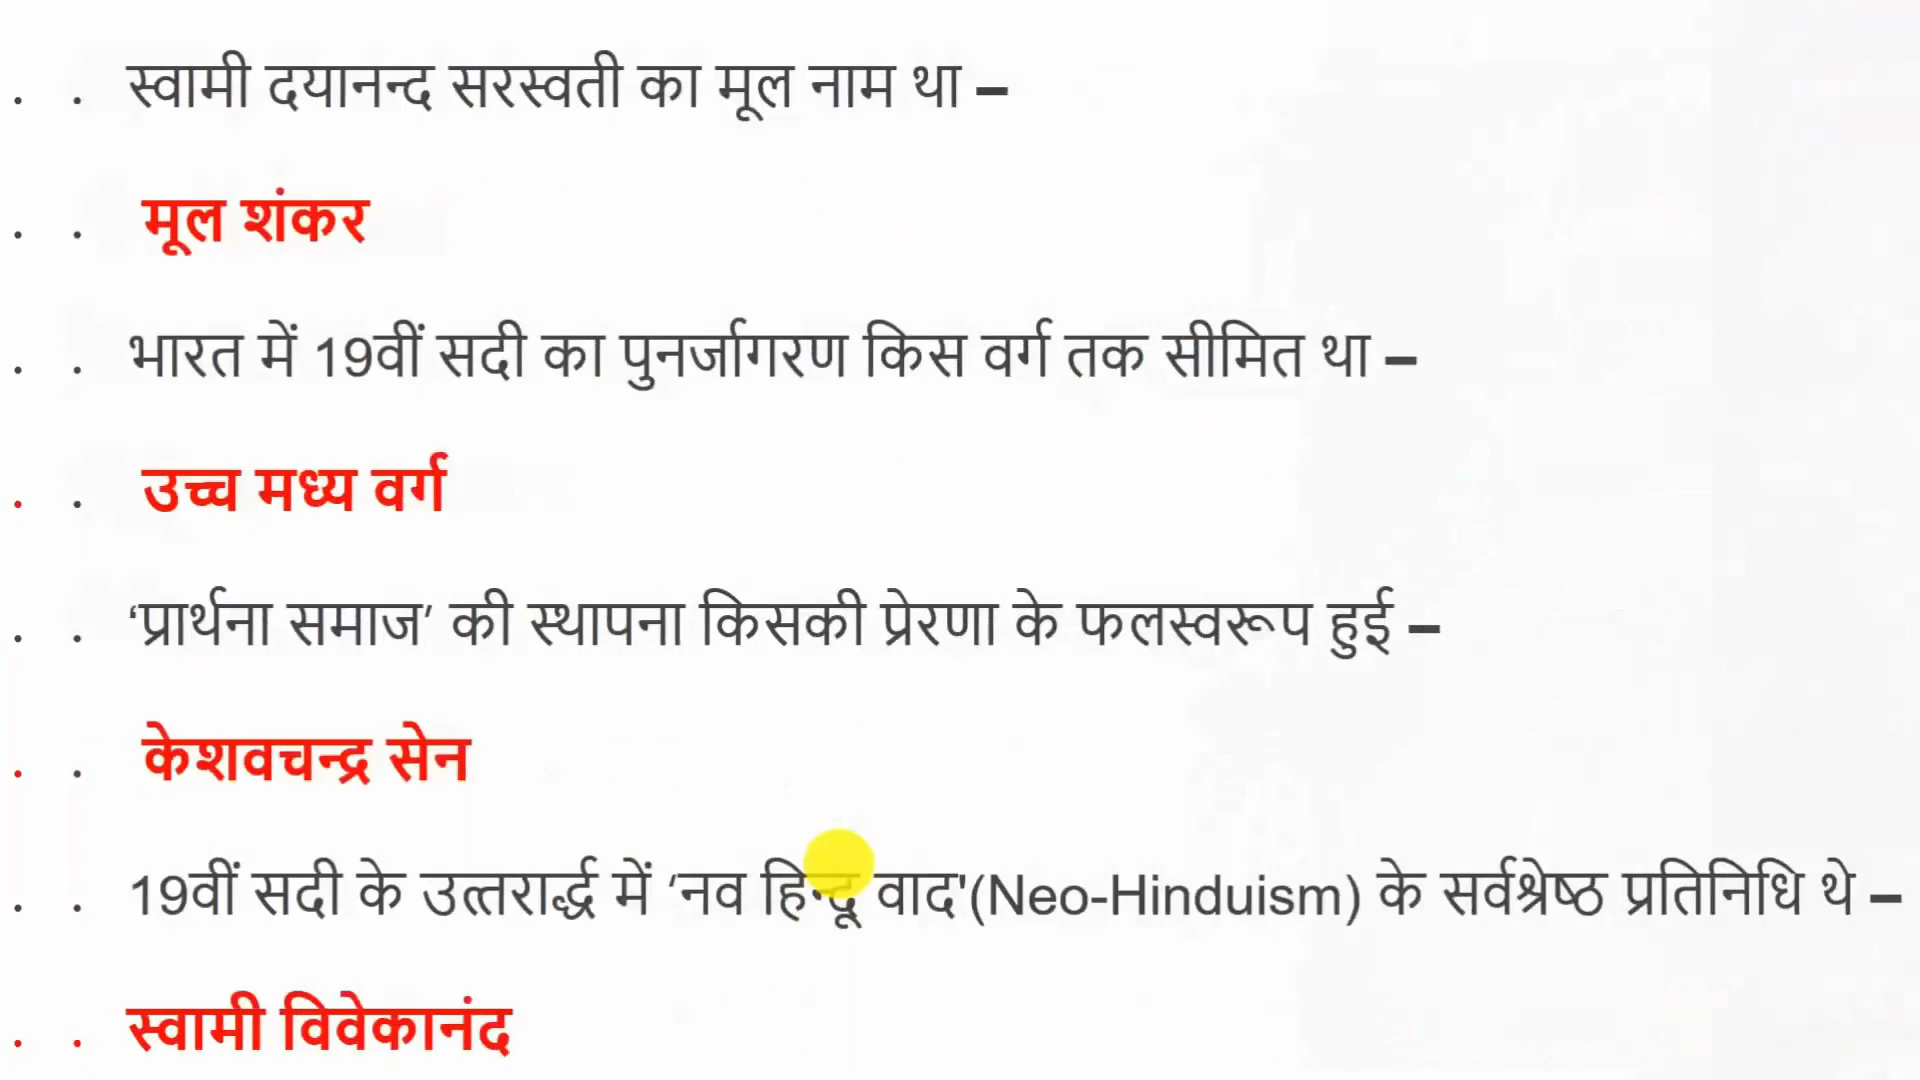 . . स्वामी दयानन्द सरस्वती का मूल नाम था –
. . मूल शंकर
. . भारत में 19वीं सदी का पुनर्जागरण किस वर्ग तक सीमित था –
. . उच्च मध्य वर्ग
. . ‘प्रार्थना समाज’ की स्थापना किसकी प्रेरणा के फलस्वरूप हुई –
. . केशवचन्द्र सेन
. . 19वीं सदी के उत्तरार्द्ध में ‘नव हिन्दू वाद'(Neo-Hinduism) के सर्वश्रेष्ठ प्रतिनिधि थे –
. . स्वामी विवेकानंद